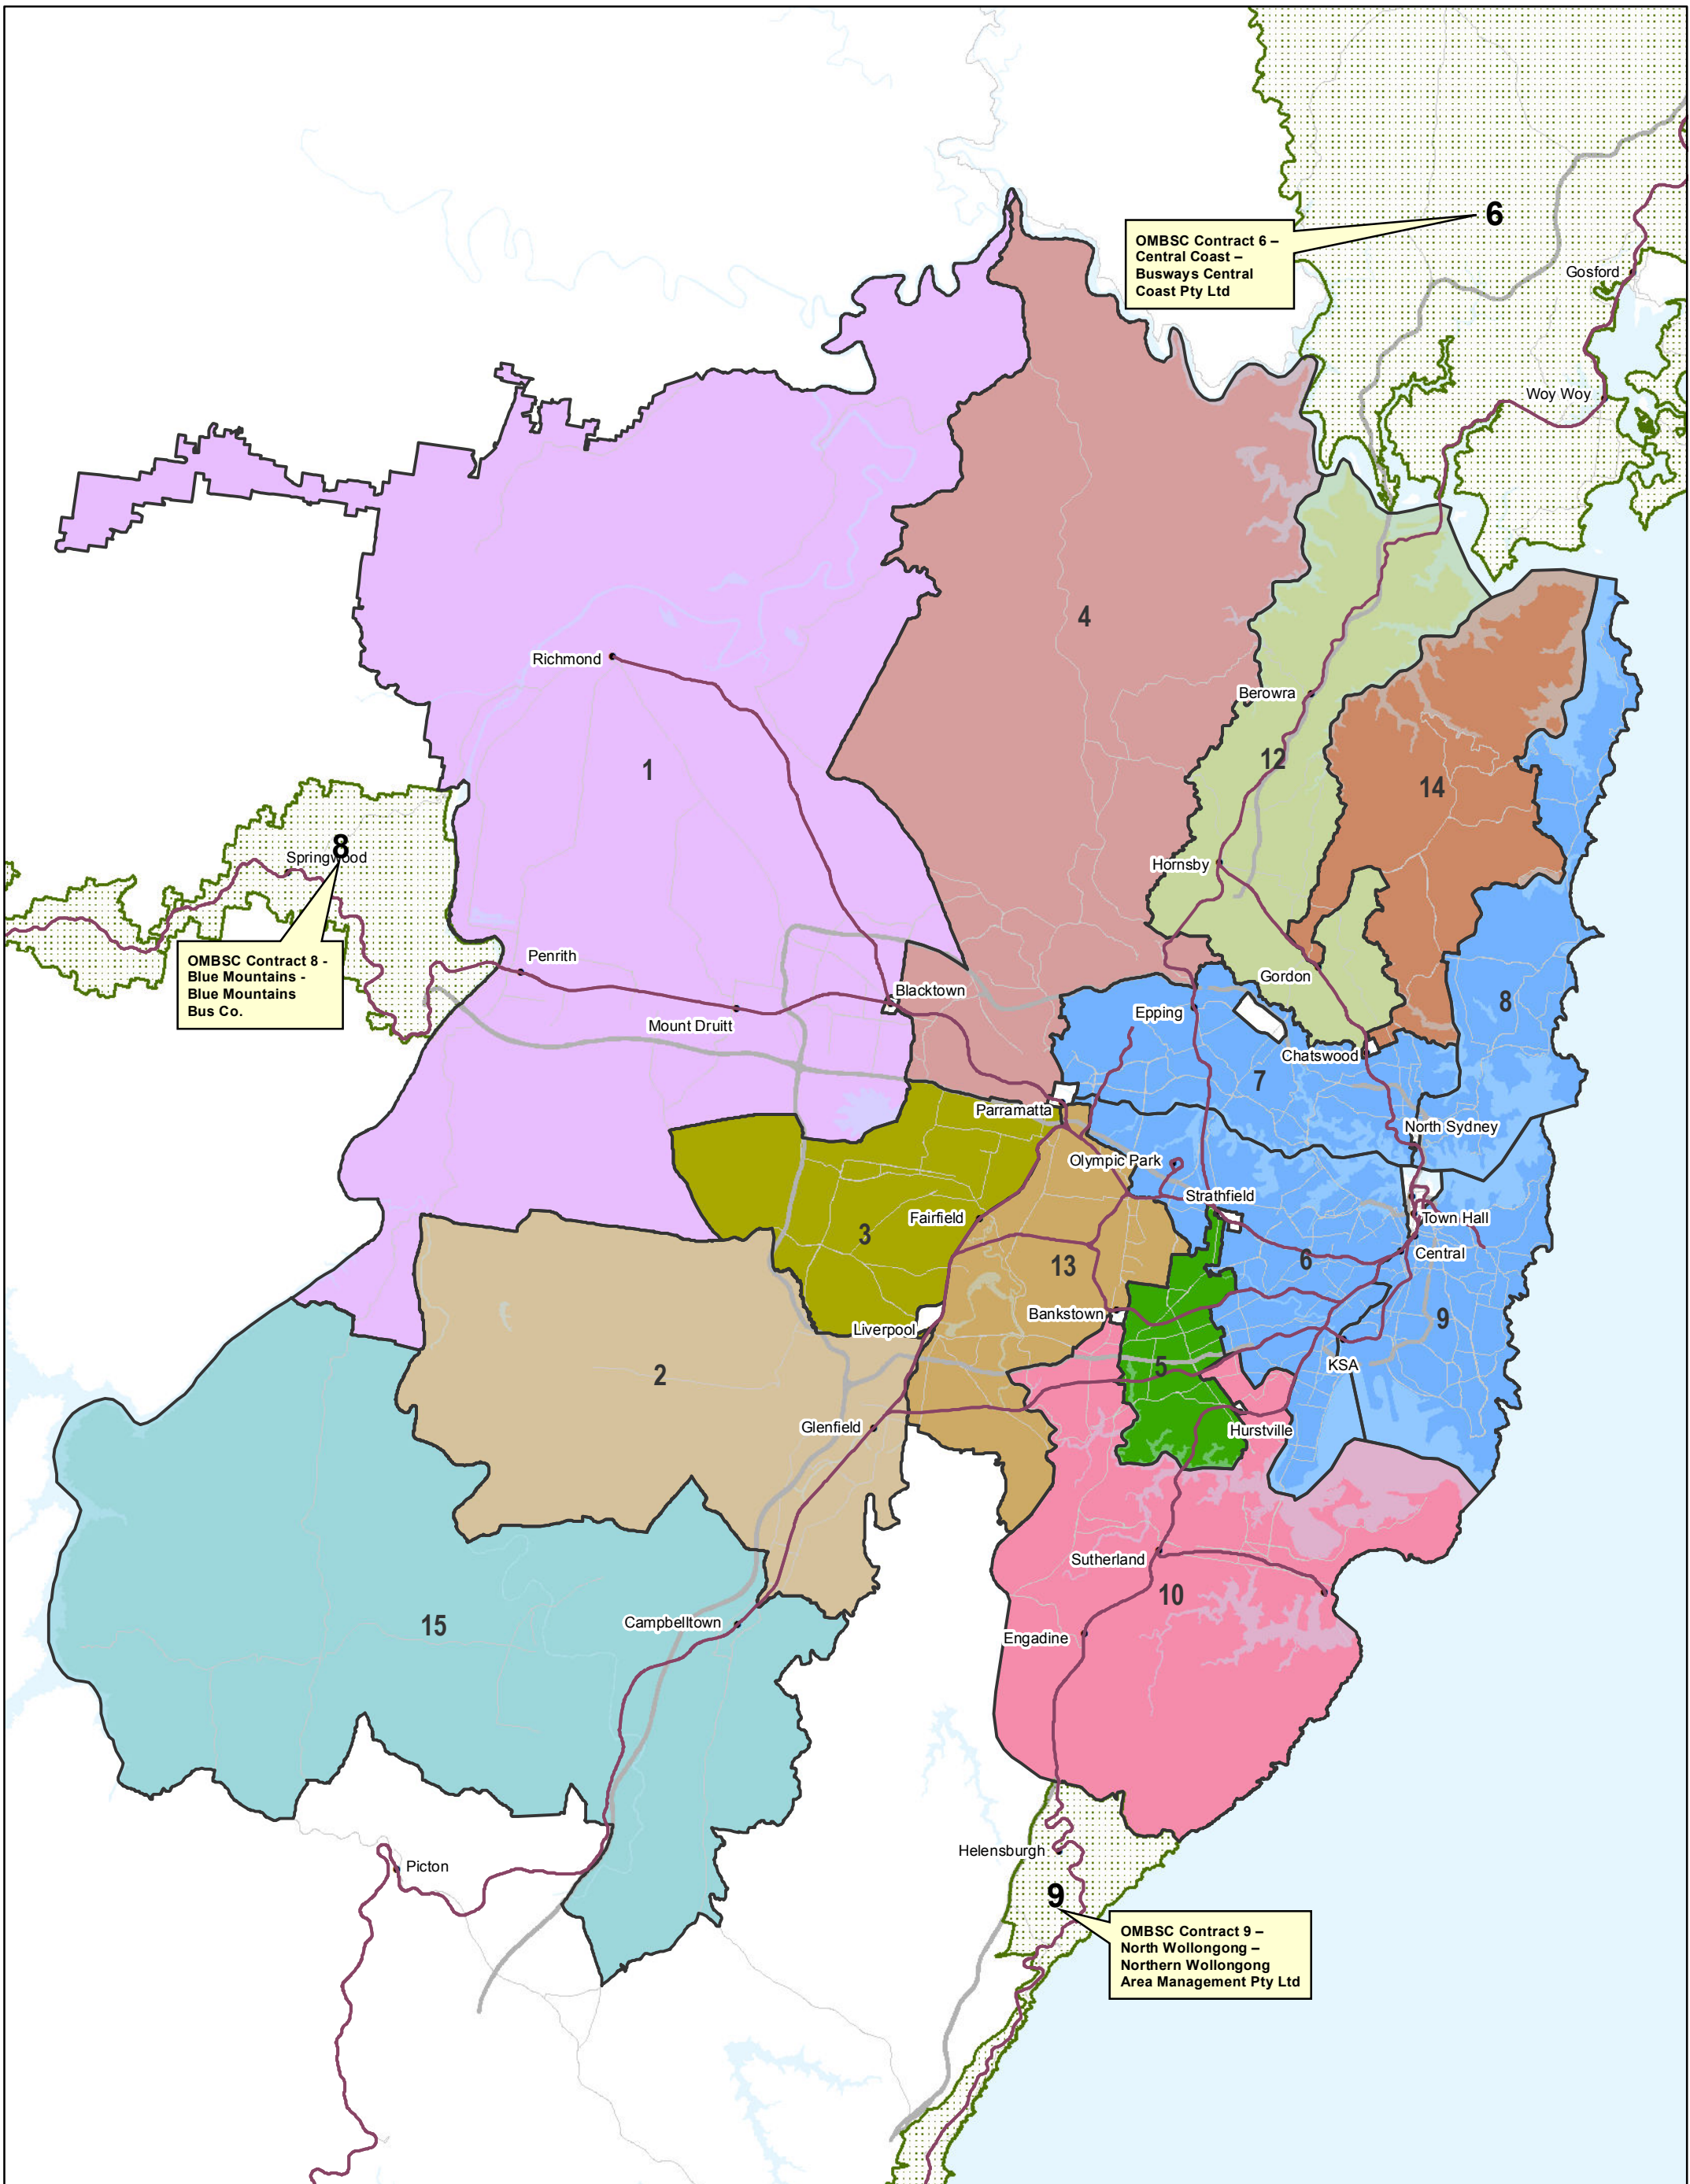 6
OMBSC Contract 6 –
Central Coast –
Busways Central
Coast Pty Ltd
Gosford
Woy Woy
4
Richmond
Berowra
12
1
14
8
Springwood
Hornsby
OMBSC Contract 8 -
Blue Mountains -
Blue Mountains
Bus Co.
Penrith
Gordon
Blacktown
8
Epping
Mount Druitt
Chatswood
7
Parramatta
North Sydney
Olympic Park
Strathfield
Fairfield
Town Hall
3
Central
13
6
Bankstown
9
Liverpool
KSA
5
2
Glenfield
Hurstville
Sutherland
10
15
Campbelltown
Engadine
Helensburgh
Picton
9
OMBSC Contract 9 –
North Wollongong –
Northern Wollongong
Area Management Pty Ltd